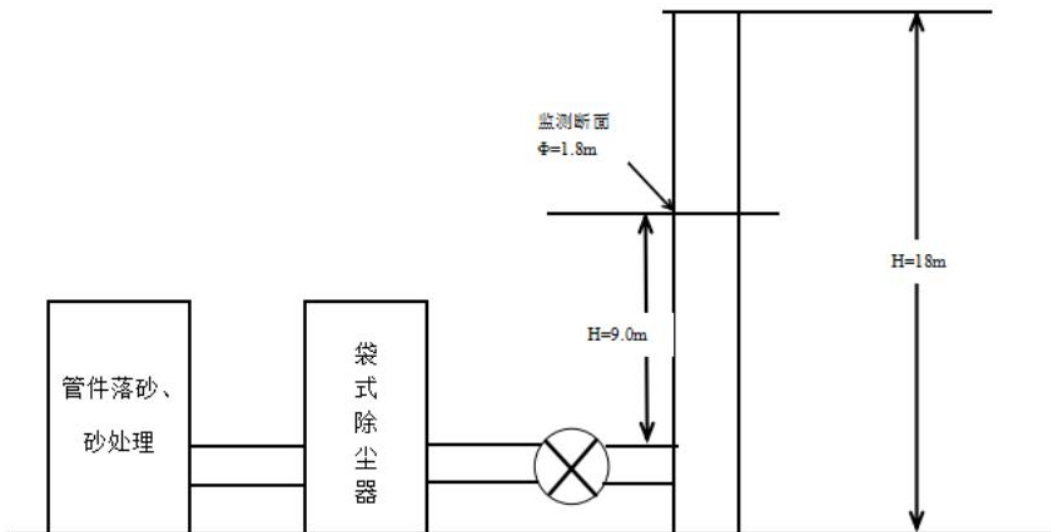 监测断面
Φ=1.8m
H=18m
H=9.0m
管件落砂、
砂处理
袋
式
除
尘
器